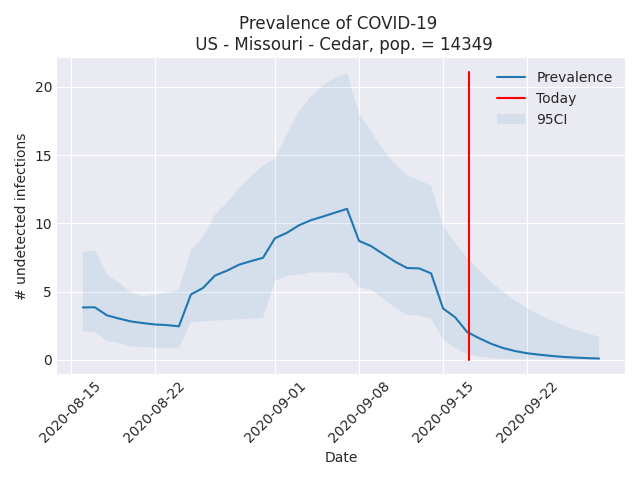 Prevalence of COVID-19
US - Missouri - Cedar, pop. = 14349
Prevalence
Today
95CI
# undetected infections
20
15
10
5
0
2020-08-15
2020-08-22
2020-09-01
2020-09-08
2020-09-15
2020-09-22
Date